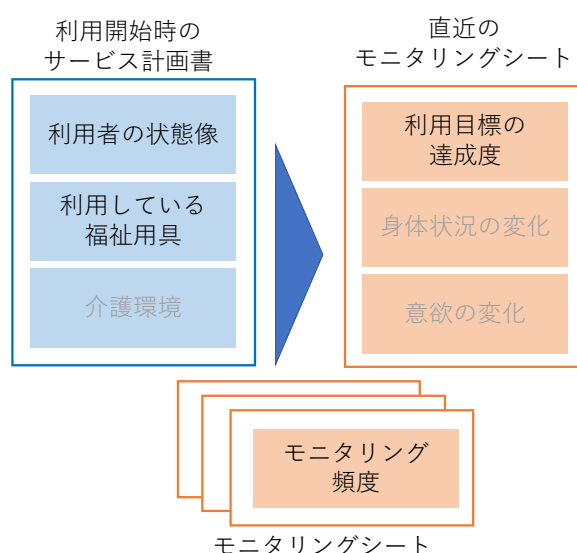 利用開始時の
サービス計画書
利用者の状態像
利用している
福祉用具
介護環境
直近の
モニタリングシート
利用目標の
達成度
身体状況の変化
意欲の変化
モニタリング
頻度
モニタリングシート